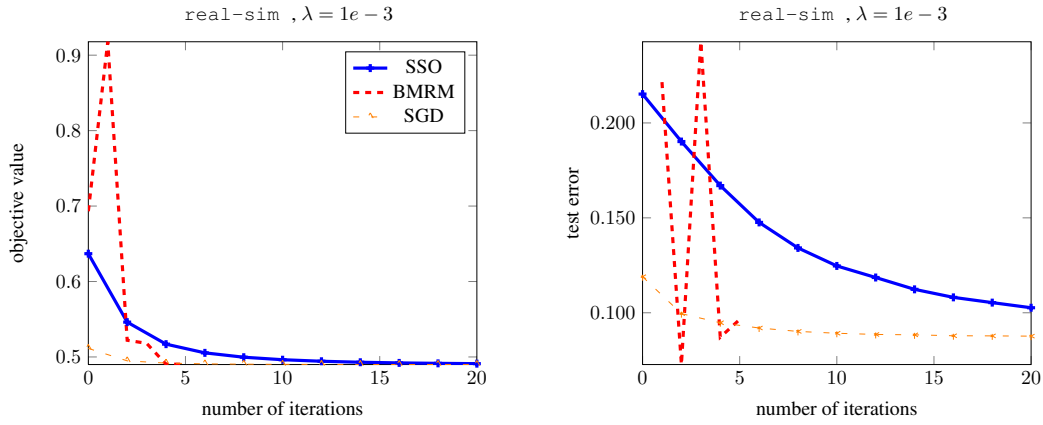 real-sim , λ = 1e − 3
objective value
0.9
0.8
0.7
0.6
0.5
SSO
BMRM
SGD
0 5 10 15 20
number of iterations
real-sim , λ = 1e − 3
test error
0.200
0.150
0.100
0 5 10 15 20
number of iterations